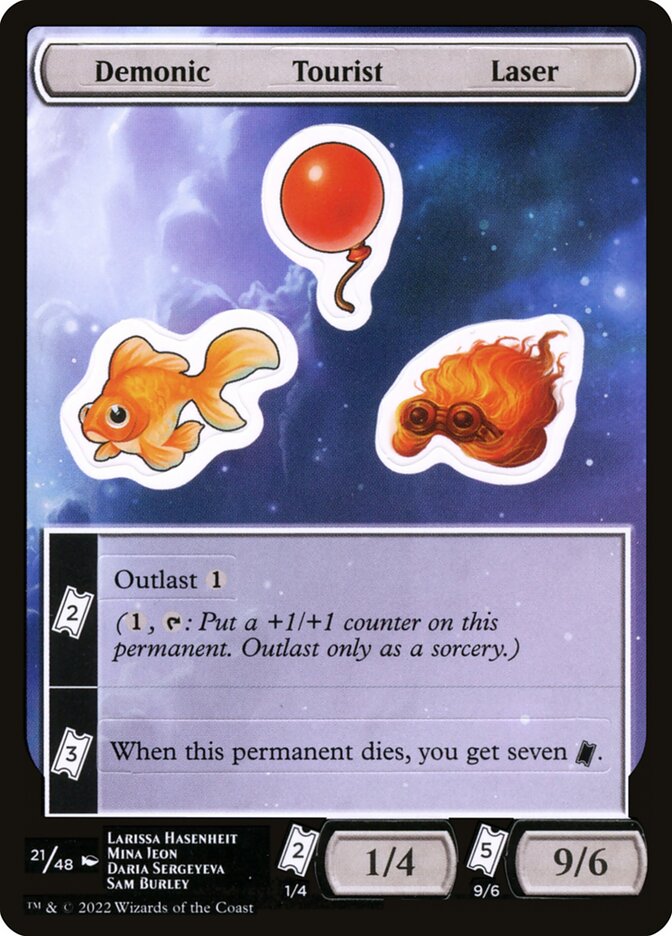 Demonic Tourist Laser
2
Outlast 1
(1, : Put a +1/+1 counter on this
permanent. Outlast only as a sorcery.)
3
When this permanent dies, you get seven .
21/48
Larissa Hasenheit
Mina Jeon
Daria Sergeyeva
Sam Burley
2
1/4
1/4
5
9/6
9/6
™ & © 2022 Wizards of the Coast